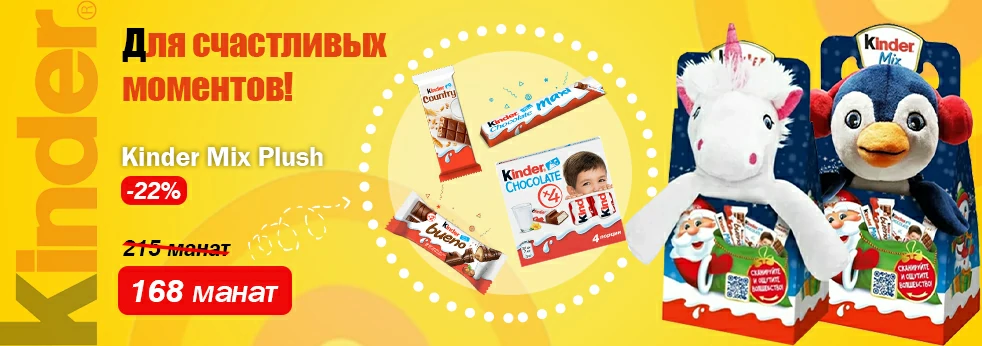 Kinder®
Для счастливых
моментов!
Kinder Mix Plush
-22%
215 манат
168 манат
Kinder
Country
Kinder
Chocolate maxi
Kinder
CHOCOLATE
x4
4 порции
Kinder
bueno
Kinder
Mix
СКАНИРУЙТЕ
И ОЩУТИТЕ
ВОЛШЕБСТВО!
СКАНИРУЙТЕ
И ОЩУТИТЕ
ВОЛШЕБСТВО!